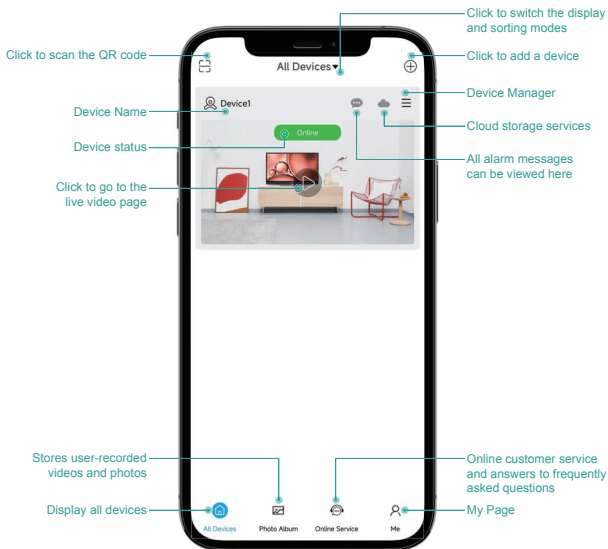 Click to switch the display
and sorting modes
Click to scan the QR code
All Devices
Click to add a device
Device1
Device Manager
Device Name
Cloud storage services
Online
Device status
All alarm messages
can be viewed here
Click to go to the
live video page
Stores user-recorded
videos and photos
Online customer service
and answers to frequently
asked questions
Display all devices
My Page
All Devices
Photo Album
Online Service
Me